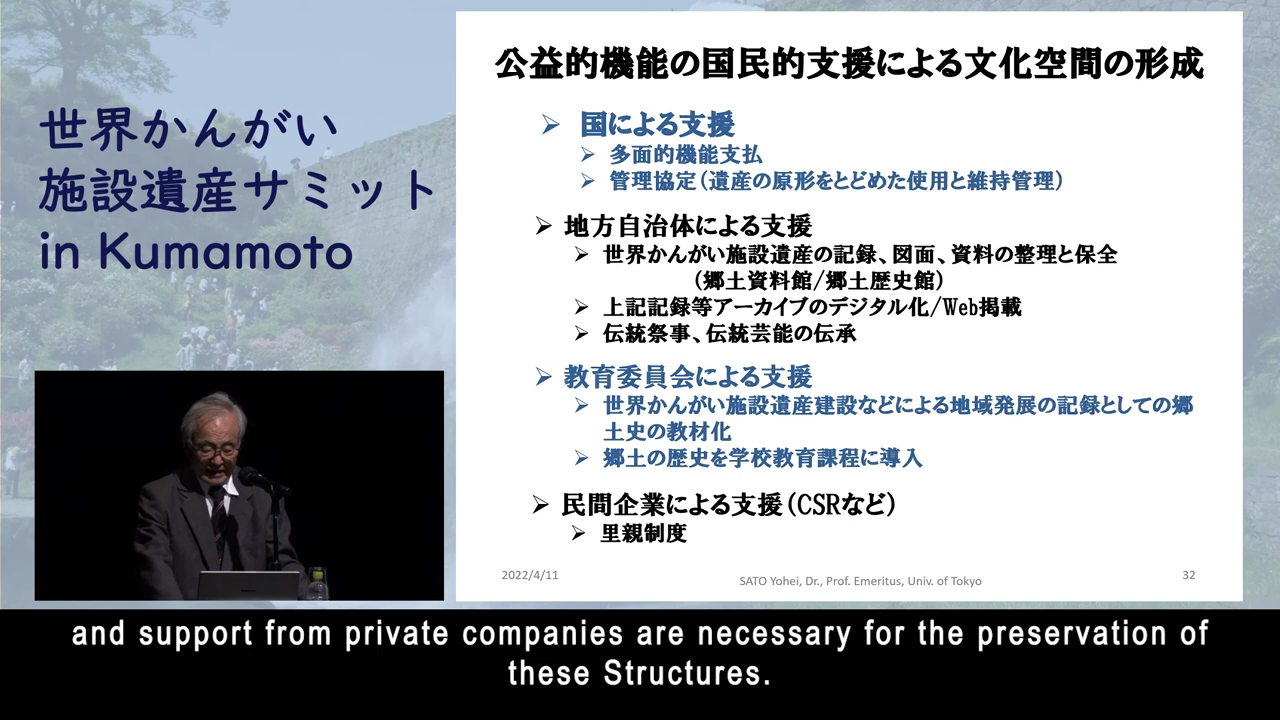 世界かんがい
施設遺産サミット
in Kumamoto
公益的機能の国民的支援による文化空間の形成
➢ 国による支援
➢ 多面的機能支払
➢ 管理協定（遺産の原形をとどめた使用と維持管理）
➢ 地方自治体による支援
➢ 世界かんがい施設遺産の記録、図面、資料の整理と保全
（郷土資料館/郷土歴史館）
➢ 上記記録等アーカイブのデジタル化/Web掲載
➢ 伝統祭事、伝統芸能の伝承
➢ 教育委員会による支援
➢ 世界かんがい施設遺産建設などによる地域発展の記録としての郷
土史の教材化
➢ 郷土の歴史を学校教育課程に導入
➢ 民間企業による支援（CSRなど）
➢ 里親制度
2022/4/11
SATO Yohei, Dr., Prof. Emeritus, Univ. of Tokyo
32
and support from private companies are necessary for the preservation of
these Structures.